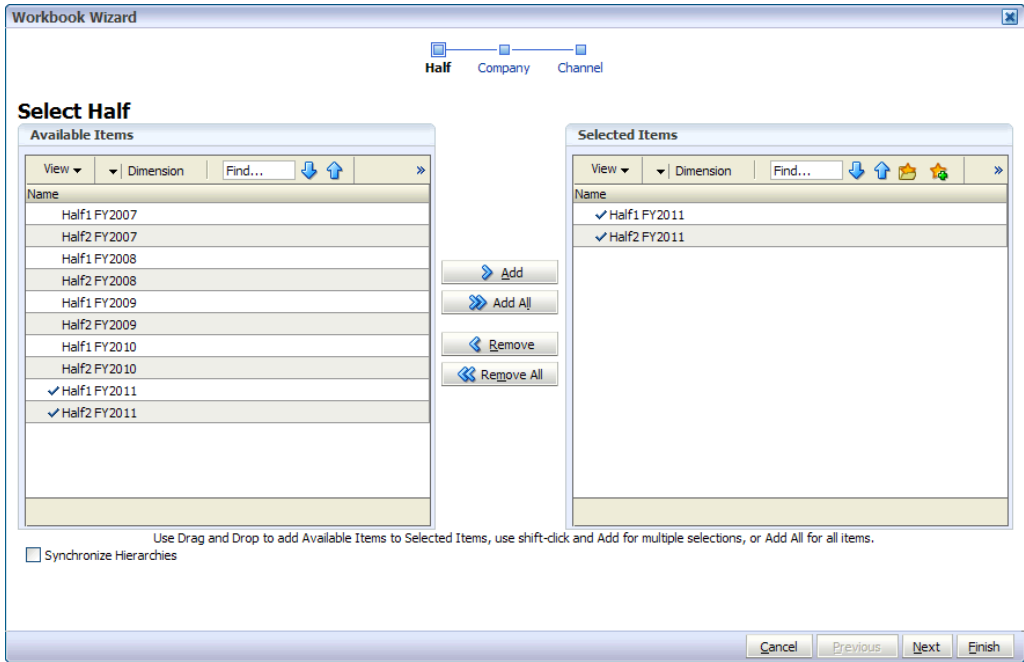 Workbook Wizard
Half Company Channel
Select Half
Available Items
View Dimension Find... »
Name
Half1 FY2007
Half2 FY2007
Half1 FY2008
Half2 FY2008
Half1 FY2009
Half2 FY2009
Half1 FY2010
Half2 FY2010
Half1 FY2011
Half2 FY2011
Add
Add All
Remove
Remove All
Selected Items
View Dimension Find... »
Name
Half1 FY2011
Half2 FY2011
Use Drag and Drop to add Available Items to Selected Items, use shift-click and Add for multiple selections, or Add All for all items.
Synchronize Hierarchies
Cancel Previous Next Finish